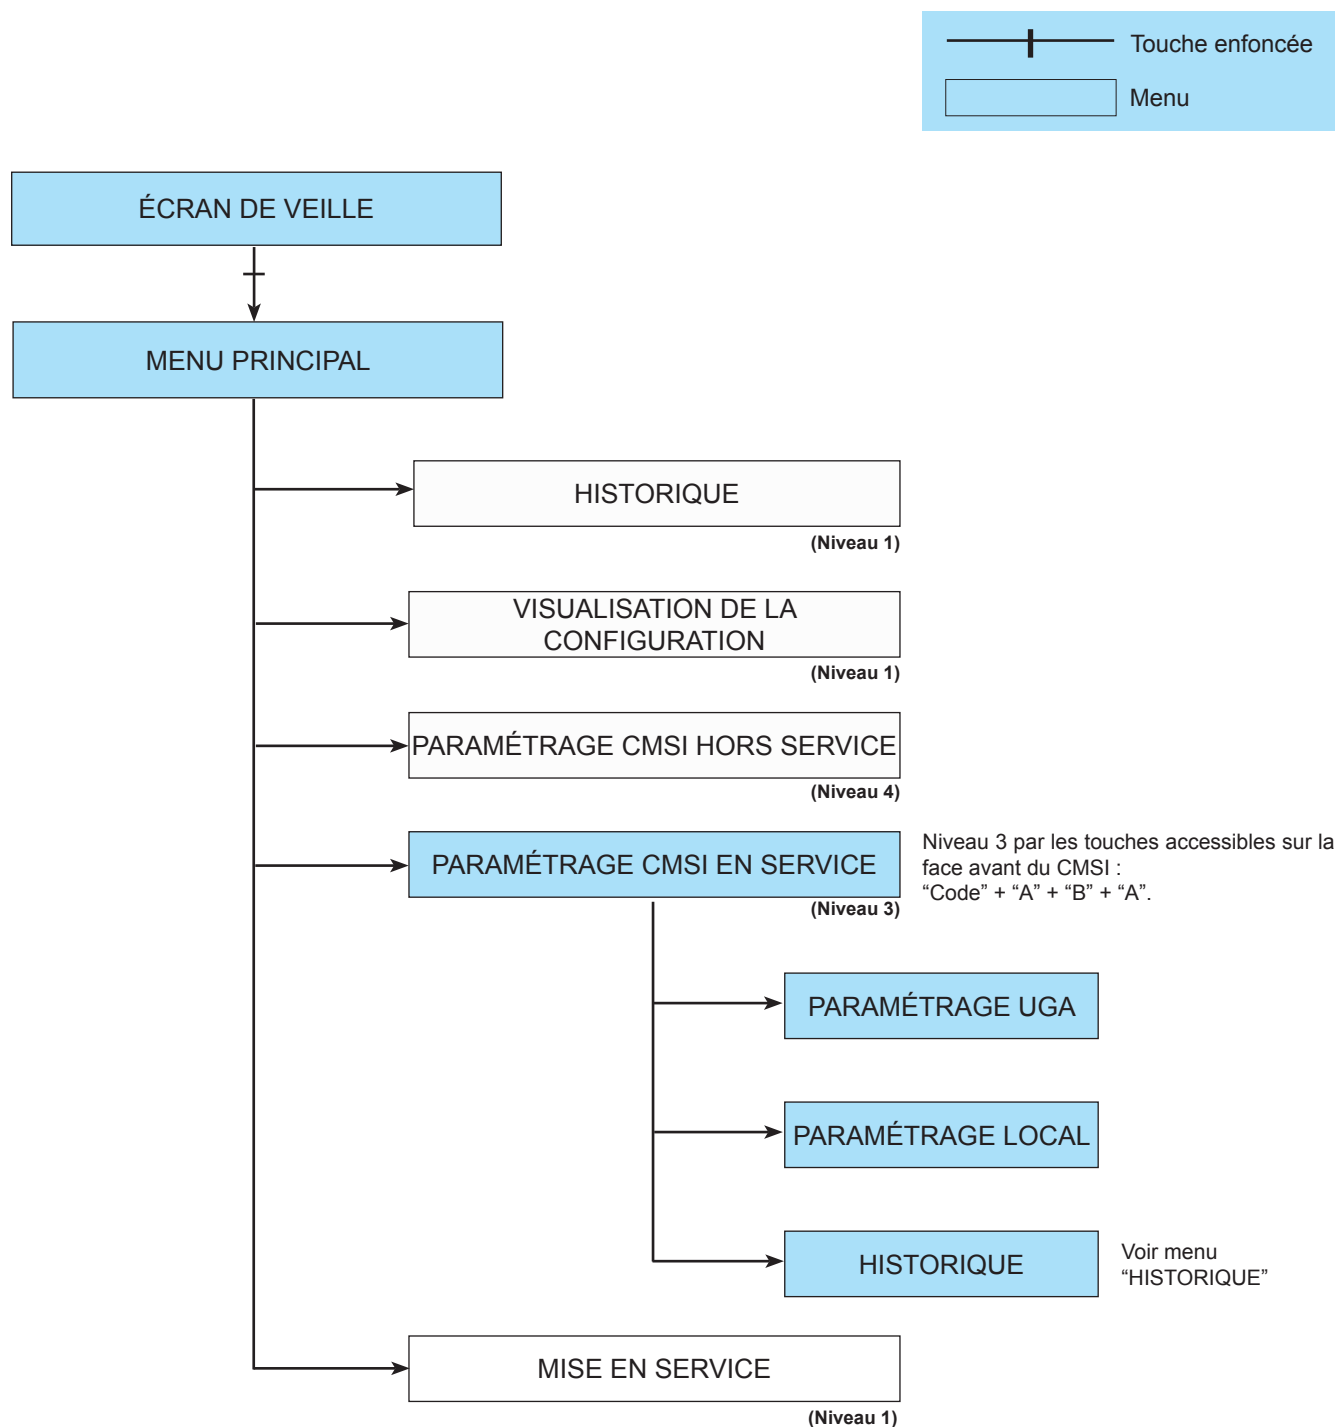 Touche enfoncée
Menu
ÉCRAN DE VEILLE
MENU PRINCIPAL
HISTORIQUE
(Niveau 1)
VISUALISATION DE LA
CONFIGURATION
(Niveau 1)
PARAMÉTRAGE CMSI HORS SERVICE
(Niveau 4)
PARAMÉTRAGE CMSI EN SERVICE
(Niveau 3)
Niveau 3 par les touches accessibles sur la
face avant du CMSI :
“Code” + “A” + “B” + “A”.
PARAMÉTRAGE UGA
PARAMÉTRAGE LOCAL
HISTORIQUE
Voir menu
“HISTORIQUE”
MISE EN SERVICE
(Niveau 1)